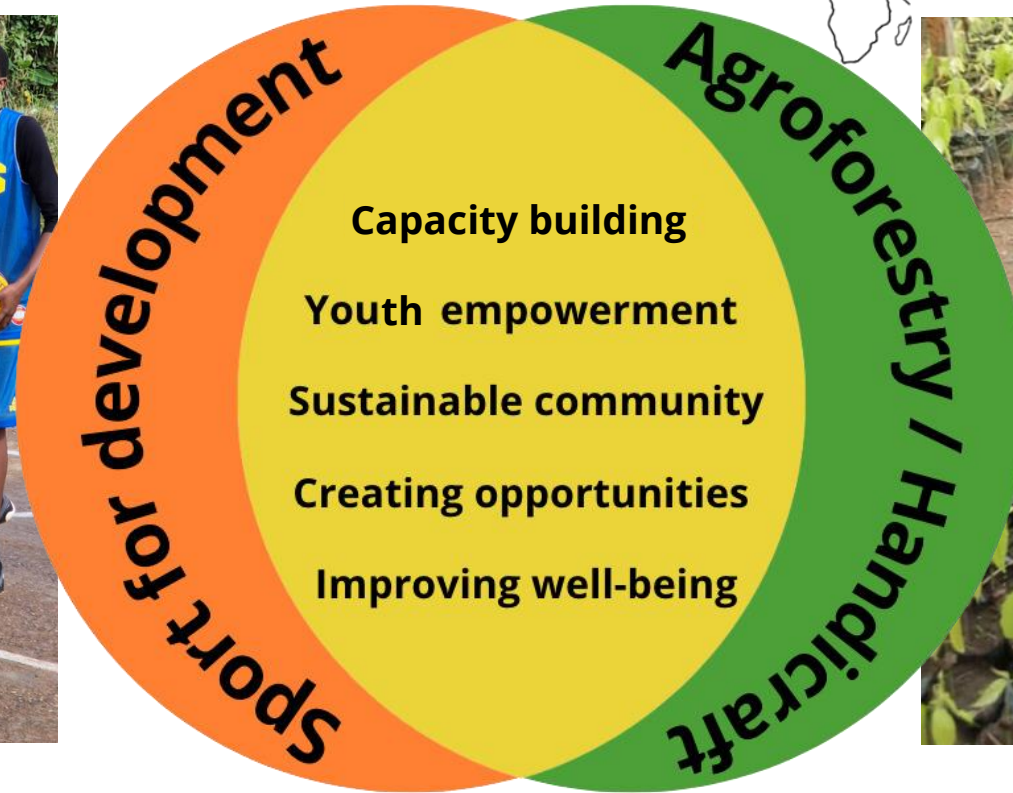 Sport for development
Agroforestry / Handicraft
Capacity building
Youth empowerment
Sustainable community
Creating opportunities
Improving well-being